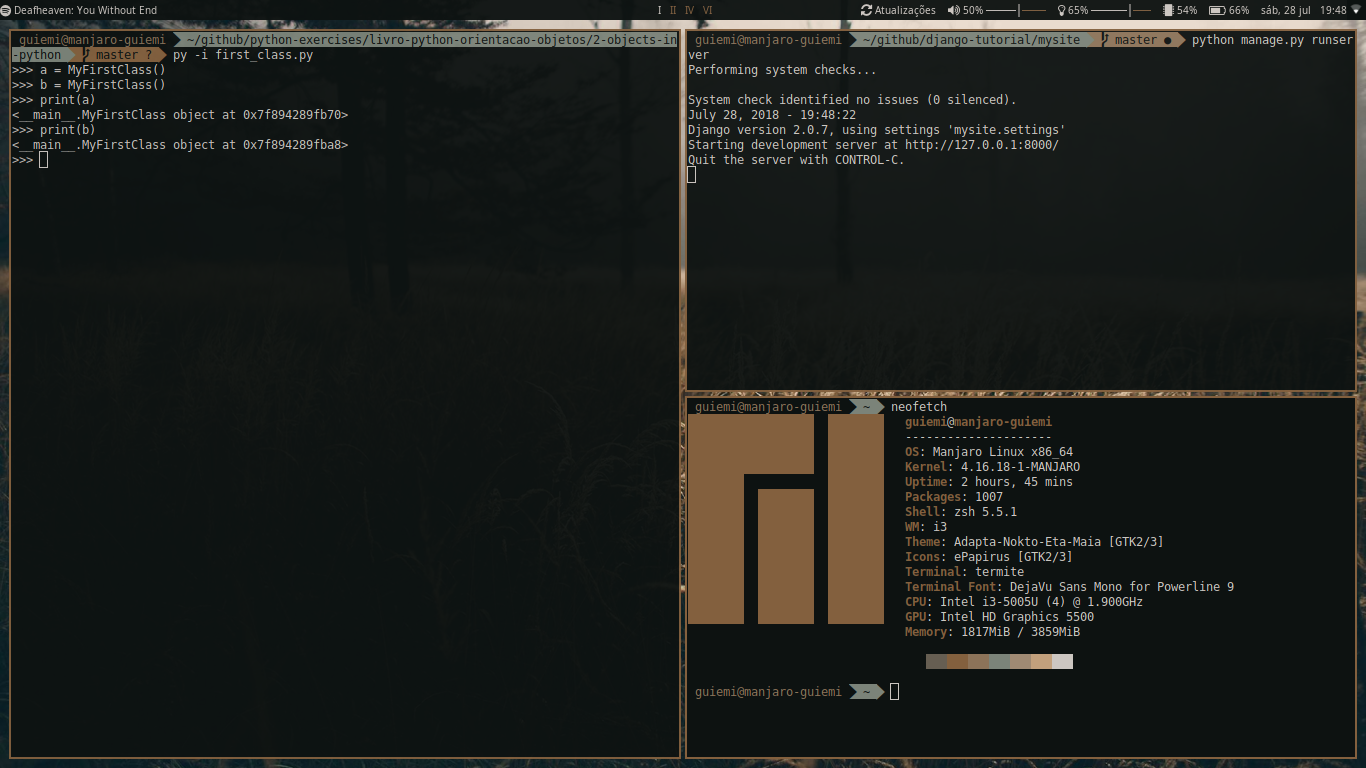 Deafheaven: You Without End
I II IV VI
Atualizações 50% 65% 54% 66% sáb, 28 jul 19:48
guiemi@manjaro-guiemi ~/github/python-exercises/livro-python-orientacao-objetos/2-objects-in
-python master ? py -i first_class.py
>>> a = MyFirstClass()
>>> b = MyFirstClass()
>>> print(a)
<__main__.MyFirstClass object at 0x7f894289fb70>
>>> print(b)
<__main__.MyFirstClass object at 0x7f894289fba8>
>>>
guiemi@manjaro-guiemi ~/github/django-tutorial/mysite master ● python manage.py runser
ver
Performing system checks...
System check identified no issues (0 silenced).
July 28, 2018 - 19:48:22
Django version 2.0.7, using settings 'mysite.settings'
Starting development server at http://127.0.0.1:8000/
Quit the server with CONTROL-C.
guiemi@manjaro-guiemi ~ neofetch
guiemi@manjaro-guiemi
---------------------
OS: Manjaro Linux x86_64
Kernel: 4.16.18-1-MANJARO
Uptime: 2 hours, 45 mins
Packages: 1007
Shell: zsh 5.5.1
WM: i3
Theme: Adapta-Nokto-Eta-Maia [GTK2/3]
Icons: ePapirus [GTK2/3]
Terminal: termite
Terminal Font: DejaVu Sans Mono for Powerline 9
CPU: Intel i3-5005U (4) @ 1.900GHz
GPU: Intel HD Graphics 5500
Memory: 1817MiB / 3859MiB
guiemi@manjaro-guiemi ~